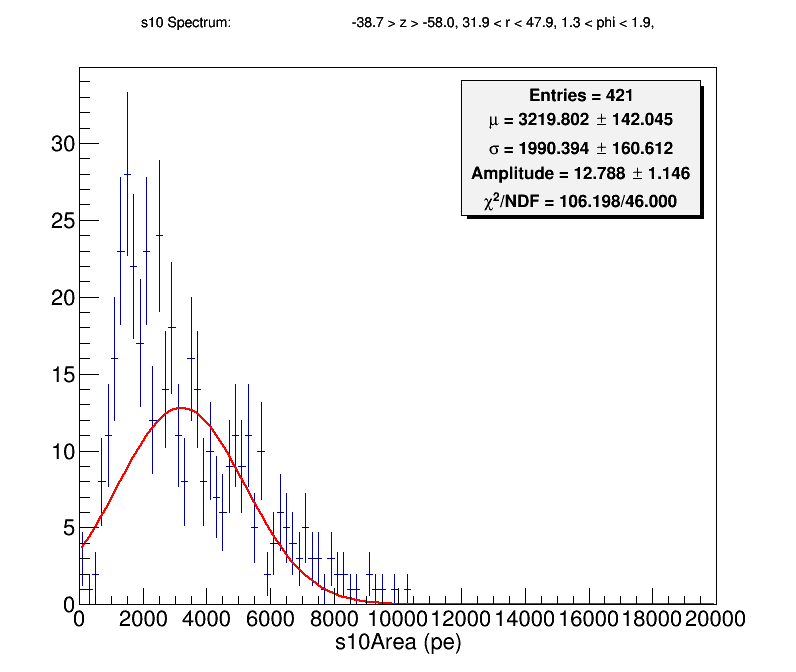 s10 Spectrum: -38.7 > z > -58.0, 31.9 < r < 47.9, 1.3 < phi < 1.9,
Entries = 421
μ = 3219.802 ± 142.045
σ = 1990.394 ± 160.612
Amplitude = 12.788 ± 1.146
χ²/NDF = 106.198/46.000
30
25
20
15
10
5
0
0 2000 4000 6000 8000 10000 12000 14000 16000 18000 20000
s10Area (pe)